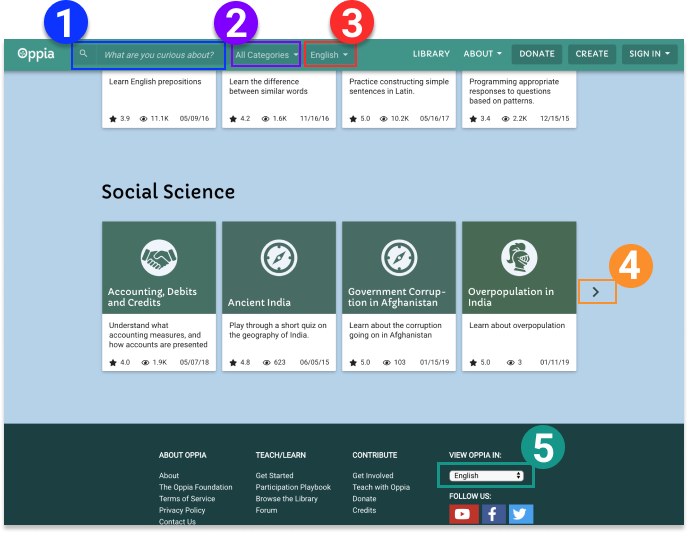 1 2 3
Oppia What are you curious about? All Categories English LIBRARY ABOUT DONATE CREATE SIGN IN
Learn English prepositions
Learn the difference
between similar words
Practice constructing simple
sentences in Latin.
Programming appropriate
responses to questions
based on patterns.
3.9 11.1K 05/09/16
4.2 1.6K 11/16/16
5.0 10.2K 05/16/17
3.4 2.2K 12/15/15
Social Science
4
Accounting, Debits
and Credits
Understand what
accounting measures, and
how accounts are presented
4.0 1.9K 05/07/18
Ancient India
Play through a short quiz on
the geography of India.
4.8 623 06/05/15
Government Corrup-
tion in Afghanistan
Learn about the corruption
going on in Afghanistan
5.0 103 01/15/19
Overpopulation in
India
Learn about overpopulation
5.0 3 01/11/19
5
ABOUT OPPIA
About
The Oppia Foundation
Terms of Service
Privacy Policy
Contact Us
TEACH/LEARN
Get Started
Participation Playbook
Browse the Library
Forum
CONTRIBUTE
Get Involved
Teach with Oppia
Donate
Credits
VIEW OPPIA IN:
English
FOLLOW US: